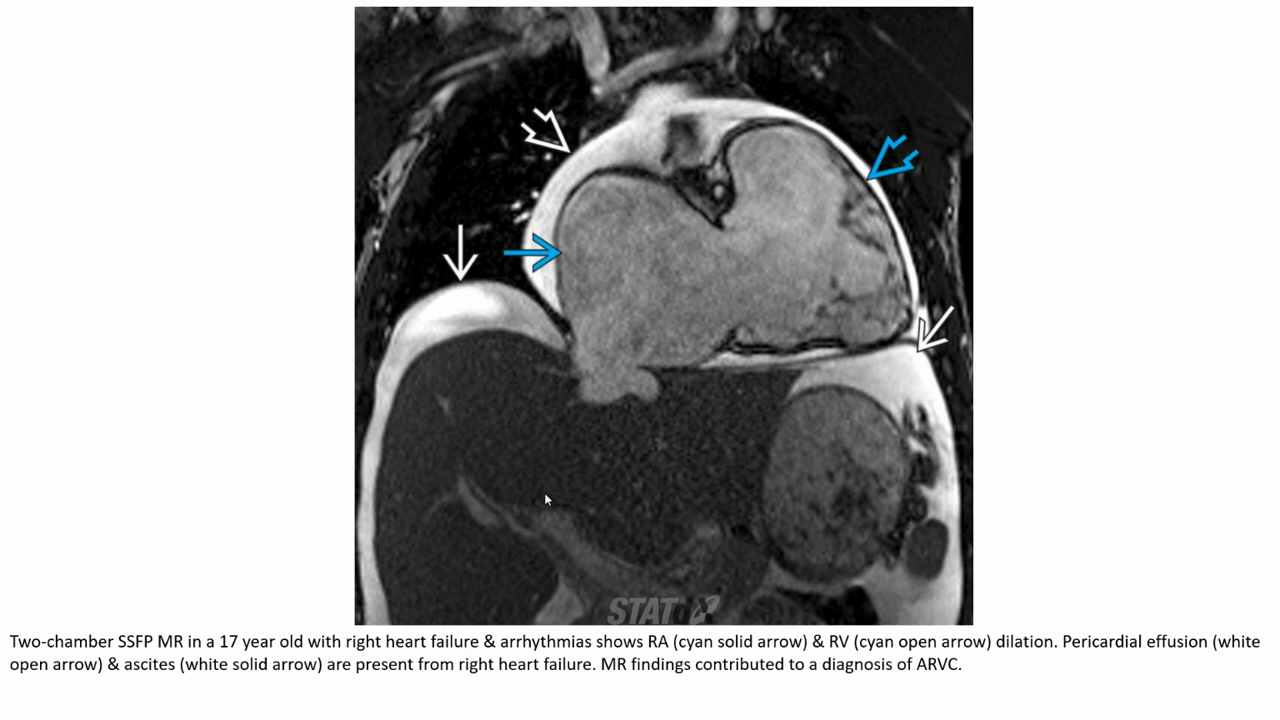 STATdx
Two-chamber SSFP MR in a 17 year old with right heart failure & arrhythmias shows RA (cyan solid arrow) & RV (cyan open arrow) dilation. Pericardial effusion (white
open arrow) & ascites (white solid arrow) are present from right heart failure. MR findings contributed to a diagnosis of ARVC.